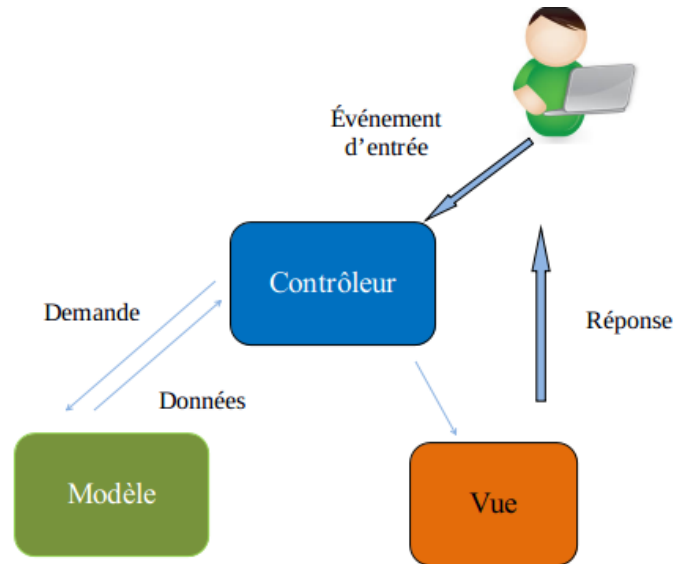 Événement
d’entrée
Contrôleur
Demande
Réponse
Données
Modèle
Vue